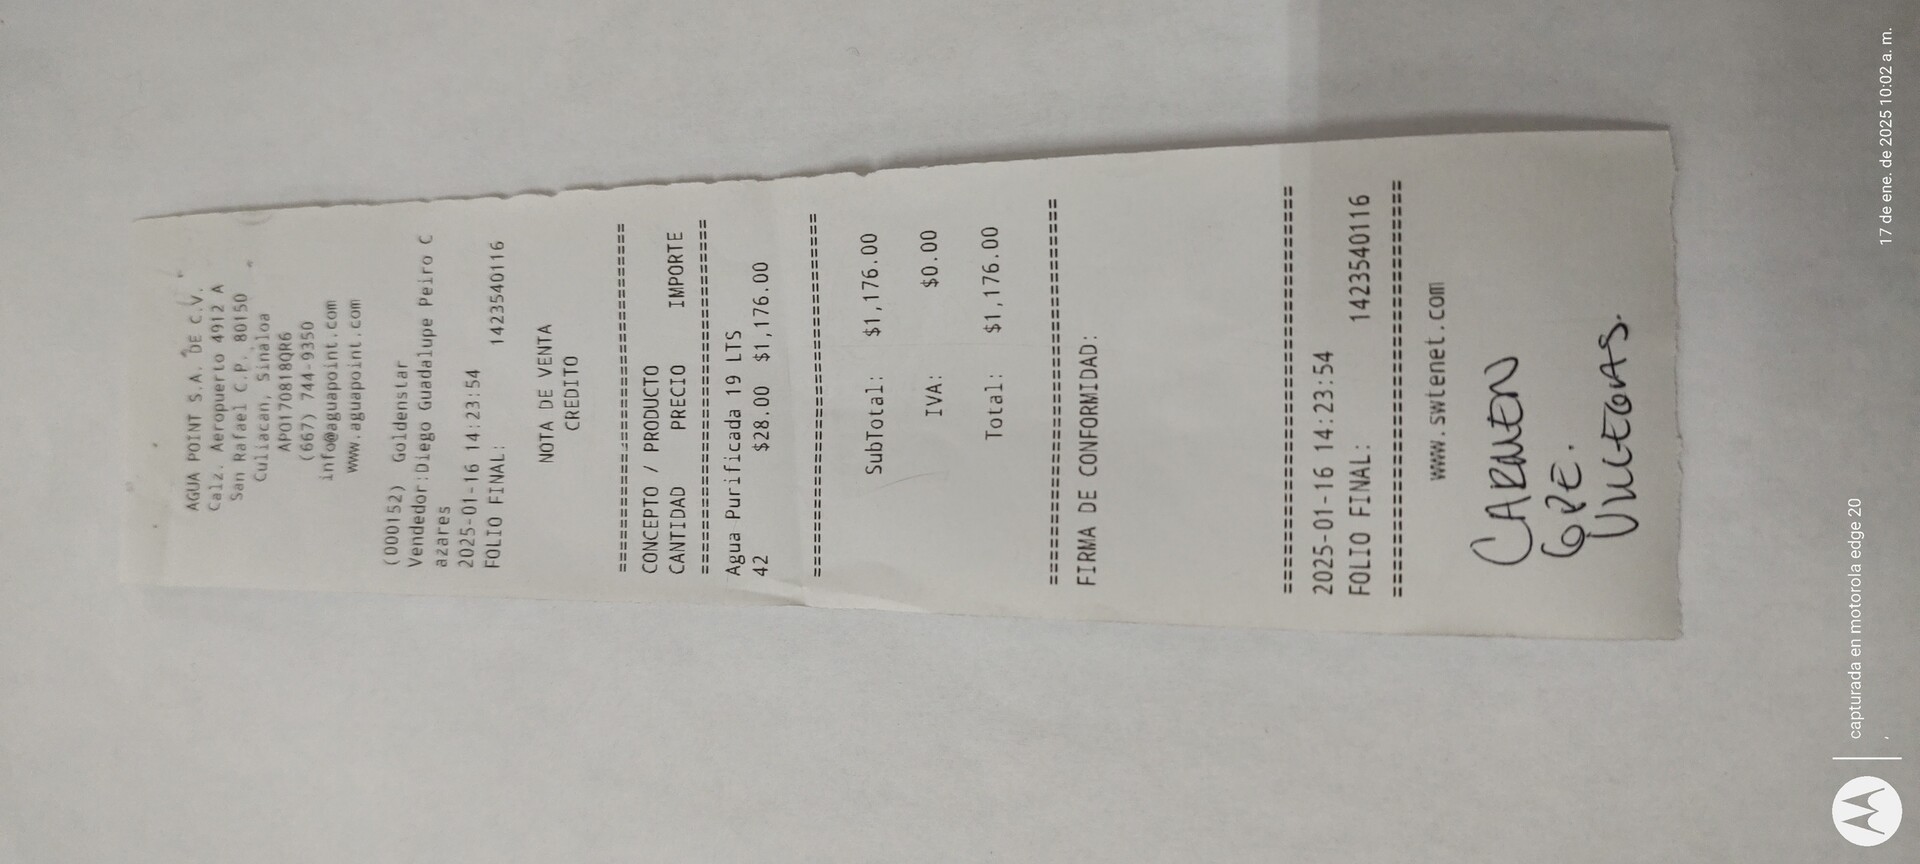 AGUA POINT S.A. DE C.V.
Calz. Aeropuerto 4912 A
San Rafael C.P. 80150
Culiacan, Sinaloa
APO170818QR6
(667) 744-9350
info@aguapoint.com
www.aguapoint.com
(000152) Goldenstar
Vendedor:Diego Guadalupe Peiro C
azares
2025-01-16 14:23:54
FOLIO FINAL: 1423540116
NOTA DE VENTA
CREDITO
================================
CONCEPTO / PRODUCTO
CANTIDAD PRECIO IMPORTE
================================
Agua Purificada 19 LTS
42 $28.00 $1,176.00
================================
SubTotal: $1,176.00
IVA: $0.00
Total: $1,176.00
================================
FIRMA DE CONFORMIDAD:
================================
2025-01-16 14:23:54
FOLIO FINAL: 1423540116
================================
www.swtenet.com
CARMEN
GPE.
VILLEGAS.
capturada en motorola edge 20
17 de ene. de 2025 10:02 a. m.